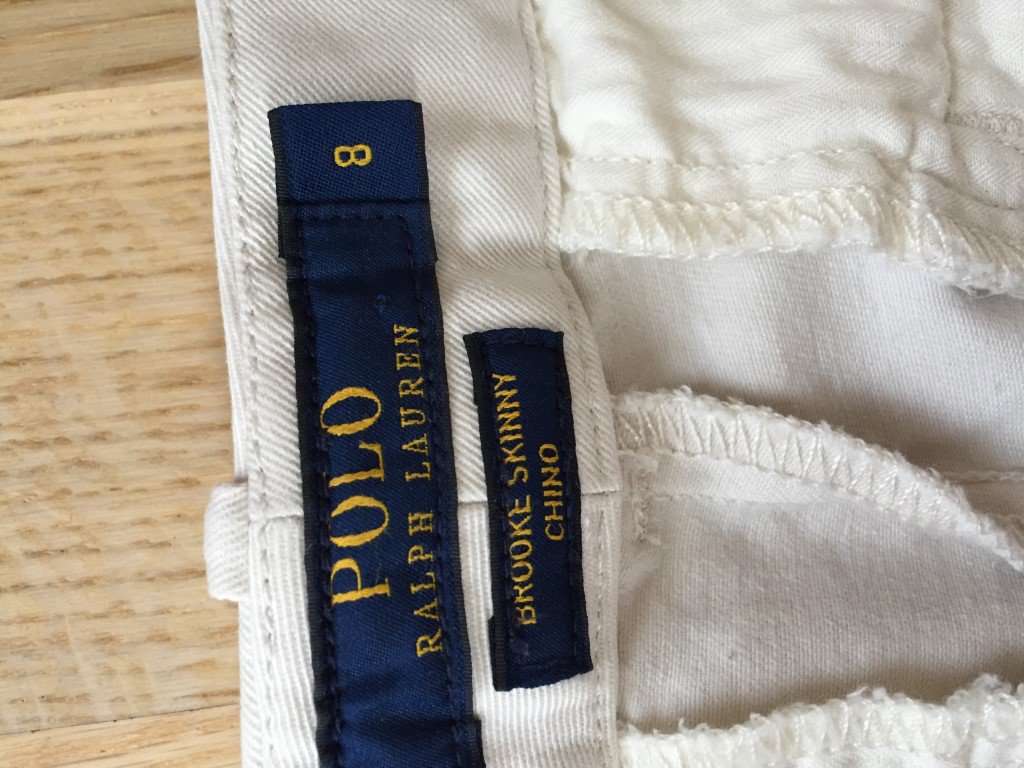 8
POLO
RALPH LAUREN
BROOKE SKINNY
CHINO